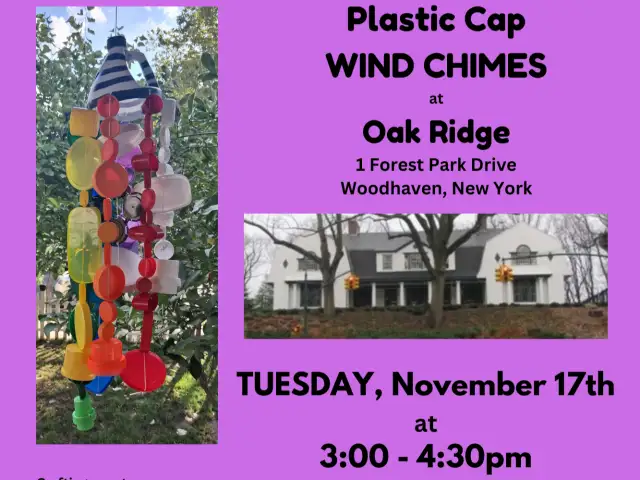 Plastic Cap
WIND CHIMES
at
Oak Ridge
1 Forest Park Drive
Woodhaven, New York
TUESDAY, November 17th
at
3:00 - 4:30pm